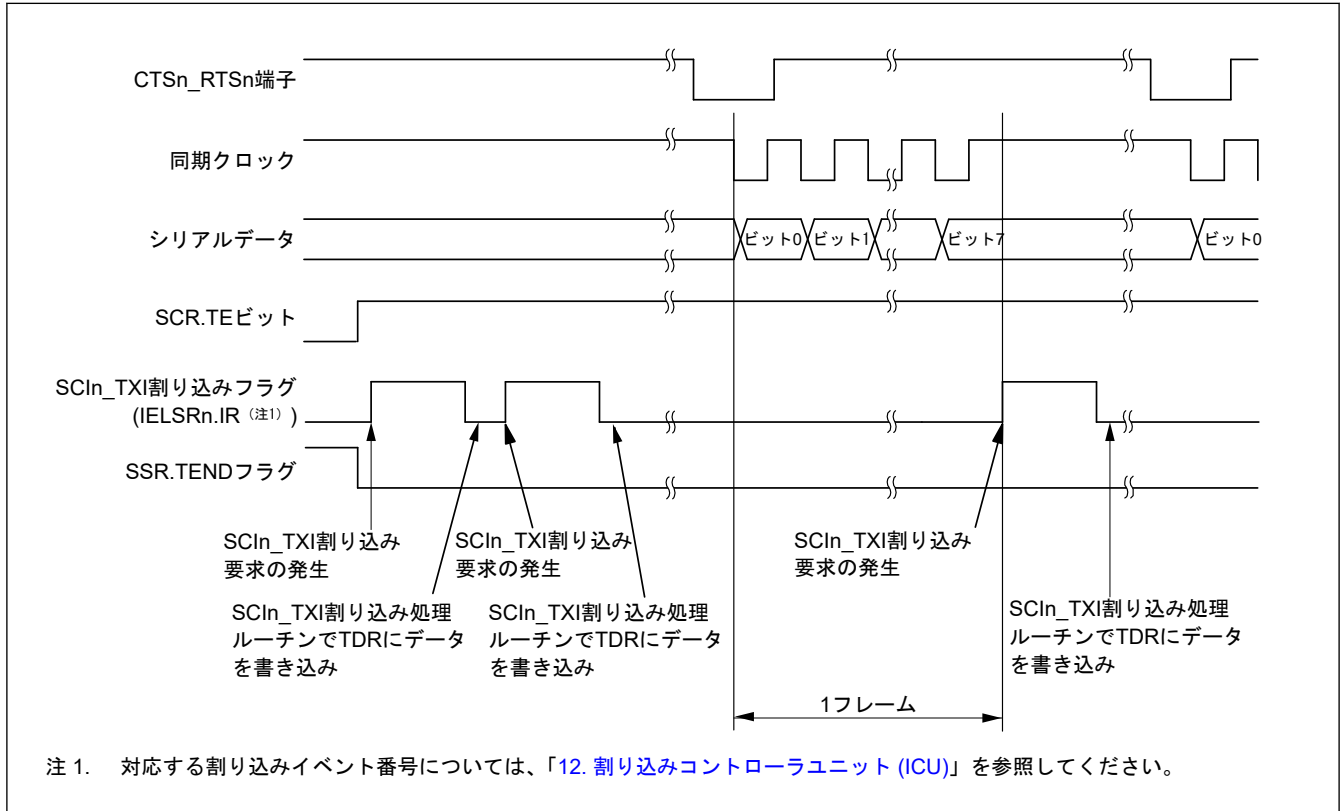 CTSn_RTSn端子
同期クロック
シリアルデータ
ビット0
ビット1
ビット7
ビット0
SCR.TEビット
SCIn_TXI割り込みフラグ
(IELSRn.IR（注1）)
SSR.TENDフラグ
SCIn_TXI割り込み
要求の発生
SCIn_TXI割り込み
要求の発生
SCIn_TXI割り込み
要求の発生
SCIn_TXI割り込み処理
ルーチンでTDRにデータ
を書き込み
SCIn_TXI割り込み処理
ルーチンでTDRにデータ
を書き込み
SCIn_TXI割り込み処理
ルーチンでTDRにデータ
を書き込み
1フレーム
注 1. 対応する割り込みイベント番号については、「12. 割り込みコントローラユニット (ICU)」を参照してください。